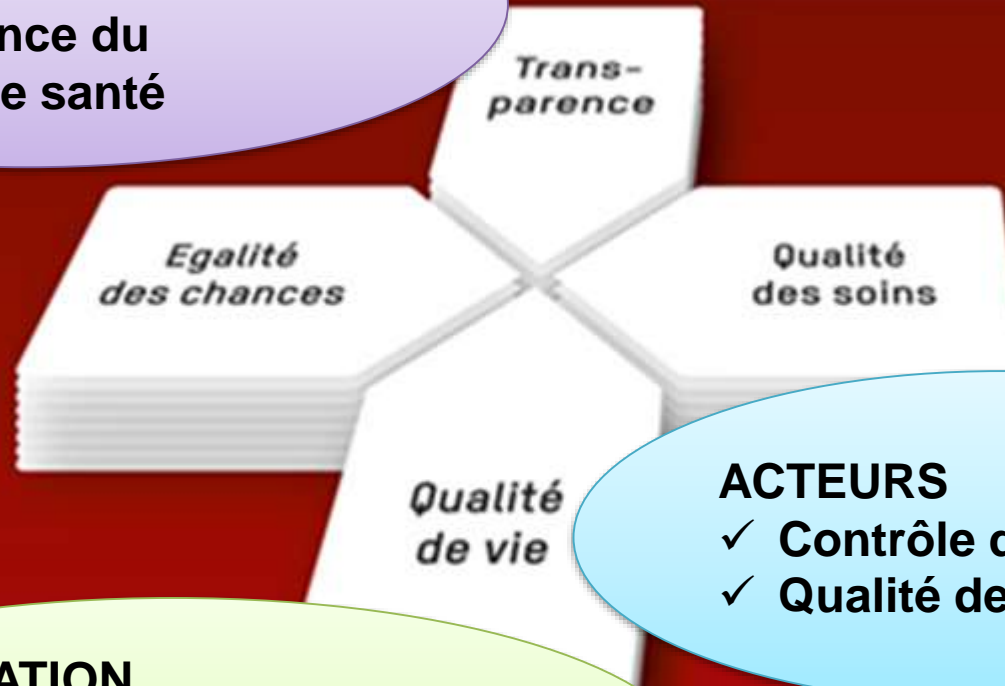 nce du
e santé
Trans-
parence
Egalité
des chances
Qualité
des soins
Qualité
de vie
ACTEURS
✓ Contrôle
✓ Qualité de
ATION